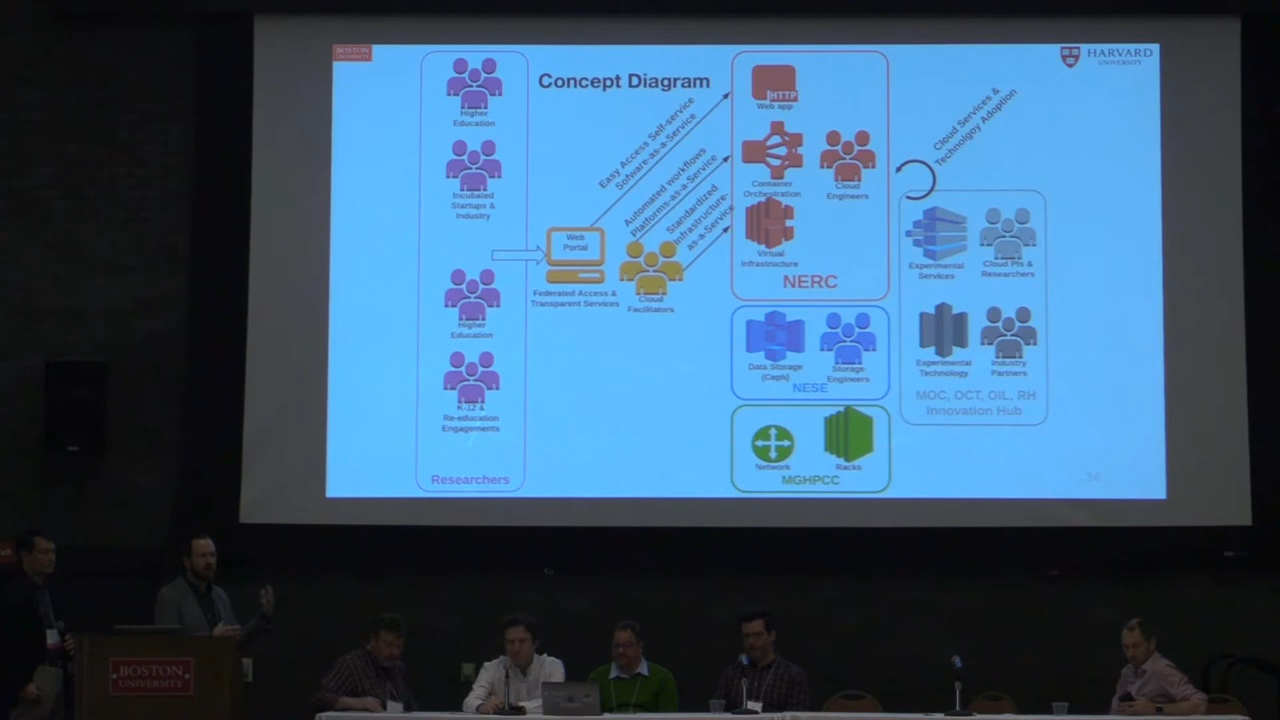 BOSTON
UNIVERSITY
HARVARD
UNIVERSITY
Concept Diagram
Higher
Education
Incubated
Startups &
Industry
Higher
Education
K-12 &
Re-education
Engagements
Researchers
Web
Portal
Federated Access &
Transparent Services
Cloud
Facilitators
Easy Access Self-service
Sofware-as-a-Service
Automated workflows
Platforms-as-a-Service
Standardized
Infrastructure-
as-a-Service
HTTP
Web app
Container
Orchestration
Cloud
Engineers
Virtual
Infrastructure
NERC
Data Storage
(Ceph)
Storage
Engineers
NESE
Network
Racks
MGHPCC
Cloud Services &
Technolgoy Adoption
Experimental
Services
Cloud PIs &
Researchers
Experimental
Technology
Industry
Partners
MOC, OCT, OIL, RH
Innovation Hub
34
BOSTON
UNIVERSITY